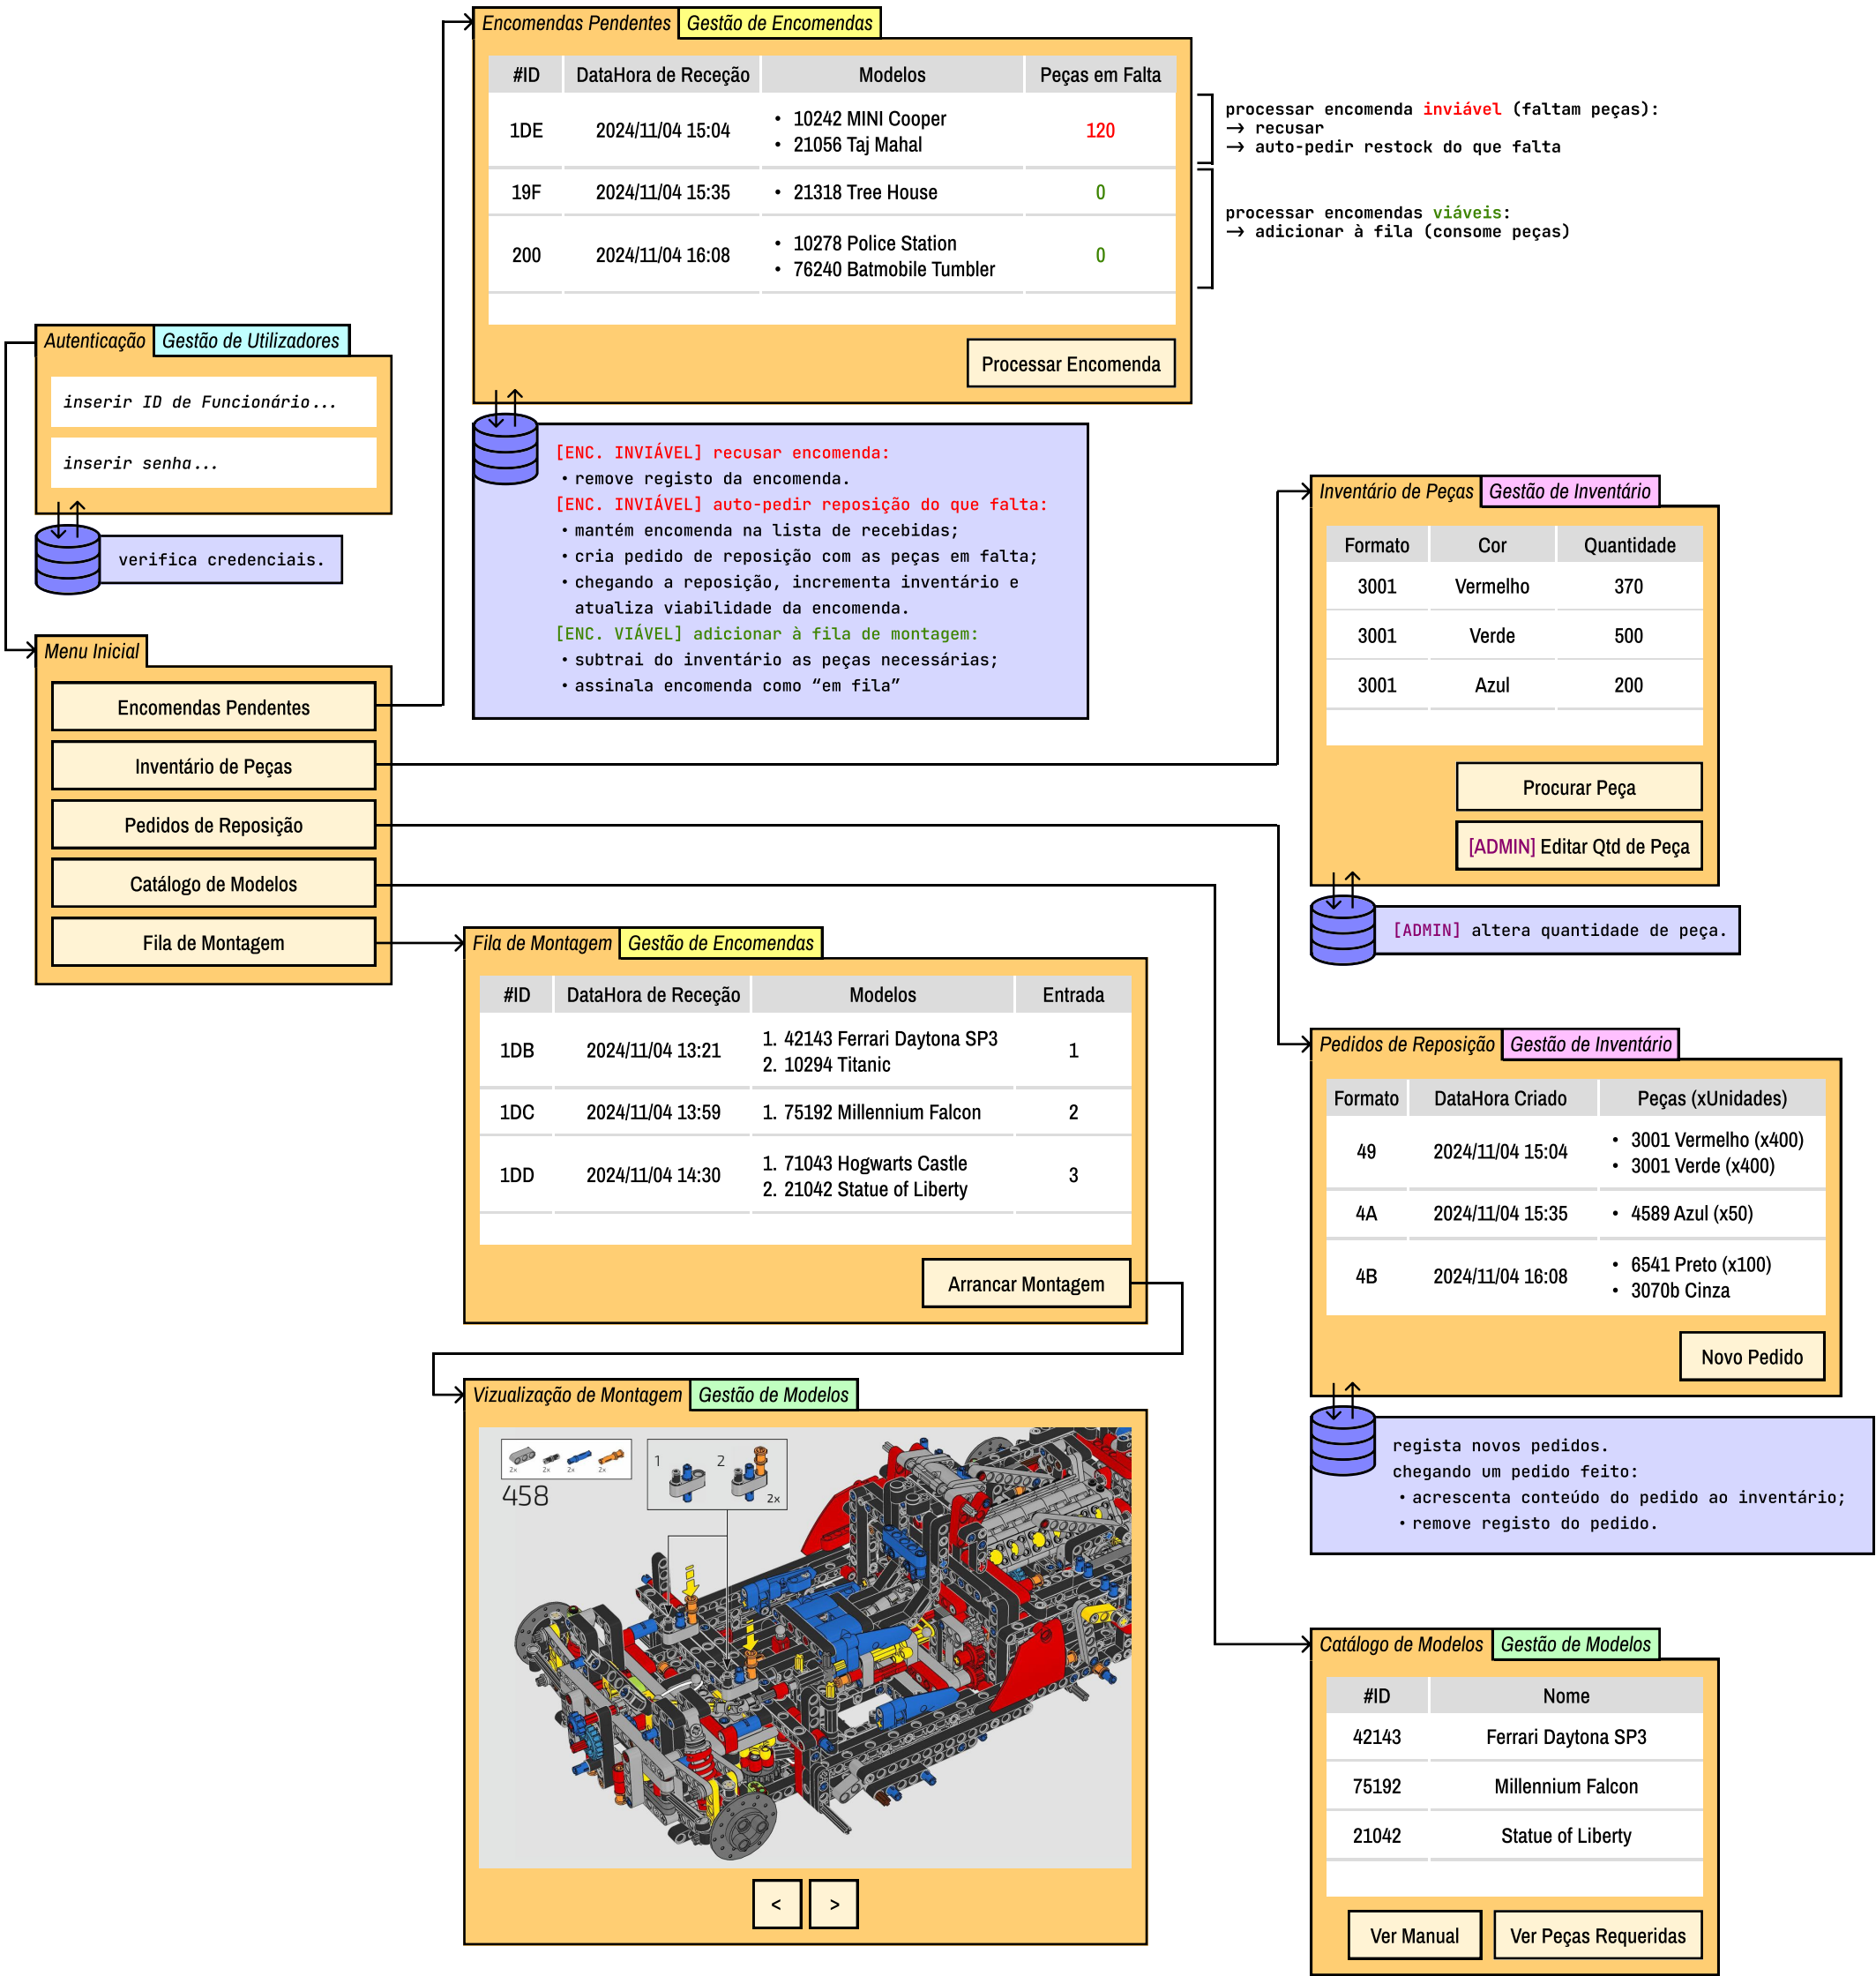 Encomendas Pendentes
Gestão de Encomendas
#ID DataHora de Receção Modelos Peças em Falta
1DE 2024/11/04 15:04 • 10242 MINI Cooper 120
• 21056 Taj Mahal
19F 2024/11/04 15:35 • 21318 Tree House 0
200 2024/11/04 16:08 • 10278 Police Station 0
• 76240 Batmobile Tumbler
Processar Encomenda
processar encomenda inviável (faltam peças):
→ recusar
→ auto-pedir restock do que falta
processar encomendas viáveis:
→ adicionar à fila (consome peças)
[ENC. INVIÁVEL] recusar encomenda:
• remove registo da encomenda.
[ENC. INVIÁVEL] auto-pedir reposição do que falta:
• mantém encomenda na lista de recebidas;
• cria pedido de reposição com as peças em falta;
• chegando a reposição, incrementa inventário e
atualiza viabilidade da encomenda.
[ENC. VIÁVEL] adicionar à fila de montagem:
• subtrai do inventário as peças necessárias;
• assinala encomenda como “em fila”
Autenticação
Gestão de Utilizadores
inserir ID de Funcionário...
inserir senha...
verifica credenciais.
Menu Inicial
Encomendas Pendentes
Inventário de Peças
Pedidos de Reposição
Catálogo de Modelos
Fila de Montagem
Inventário de Peças
Gestão de Inventário
Formato Cor Quantidade
3001 Vermelho 370
3001 Verde 500
3001 Azul 200
Procurar Peça
[ADMIN] Editar Qtd de Peça
[ADMIN] altera quantidade de peça.
Fila de Montagem
Gestão de Encomendas
#ID DataHora de Receção Modelos Entrada
1DB 2024/11/04 13:21 1. 42143 Ferrari Daytona SP3 1
2. 10294 Titanic
1DC 2024/11/04 13:59 1. 75192 Millennium Falcon 2
1DD 2024/11/04 14:30 1. 71043 Hogwarts Castle 3
2. 21042 Statue of Liberty
Arrancar Montagem
Pedidos de Reposição
Gestão de Inventário
Formato DataHora Criado Peças (xUnidades)
49 2024/11/04 15:04 • 3001 Vermelho (x400)
• 3001 Verde (x400)
4A 2024/11/04 15:35 • 4589 Azul (x50)
4B 2024/11/04 16:08 • 6541 Preto (x100)
• 3070b Cinza
Novo Pedido
regista novos pedidos.
chegando um pedido feito:
• acrescenta conteúdo do pedido ao inventário;
• remove registo do pedido.
Vizualização de Montagem
Gestão de Modelos
2x 2x 2x 2x
458
1 2
2x
< >
Catálogo de Modelos
Gestão de Modelos
#ID Nome
42143 Ferrari Daytona SP3
75192 Millennium Falcon
21042 Statue of Liberty
Ver Manual
Ver Peças Requeridas